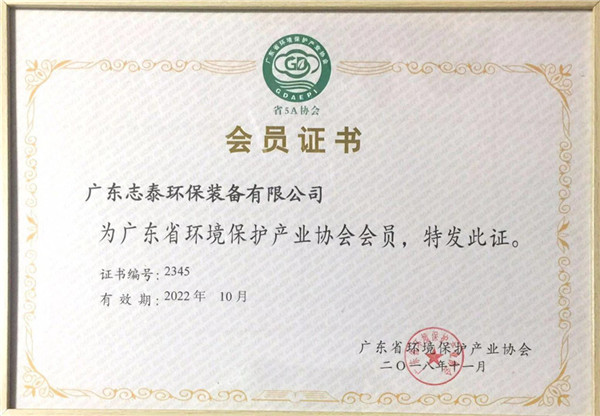 广东省环境保护产业协会
GDAEPI
省5A协会
会员证书
广东志泰环保装备有限公司
为广东省环境保护产业协会会员，特发此证。
证书编号：2345
有效期：2022年 10月
广东省环境保护产业协会
二〇一八年十一月